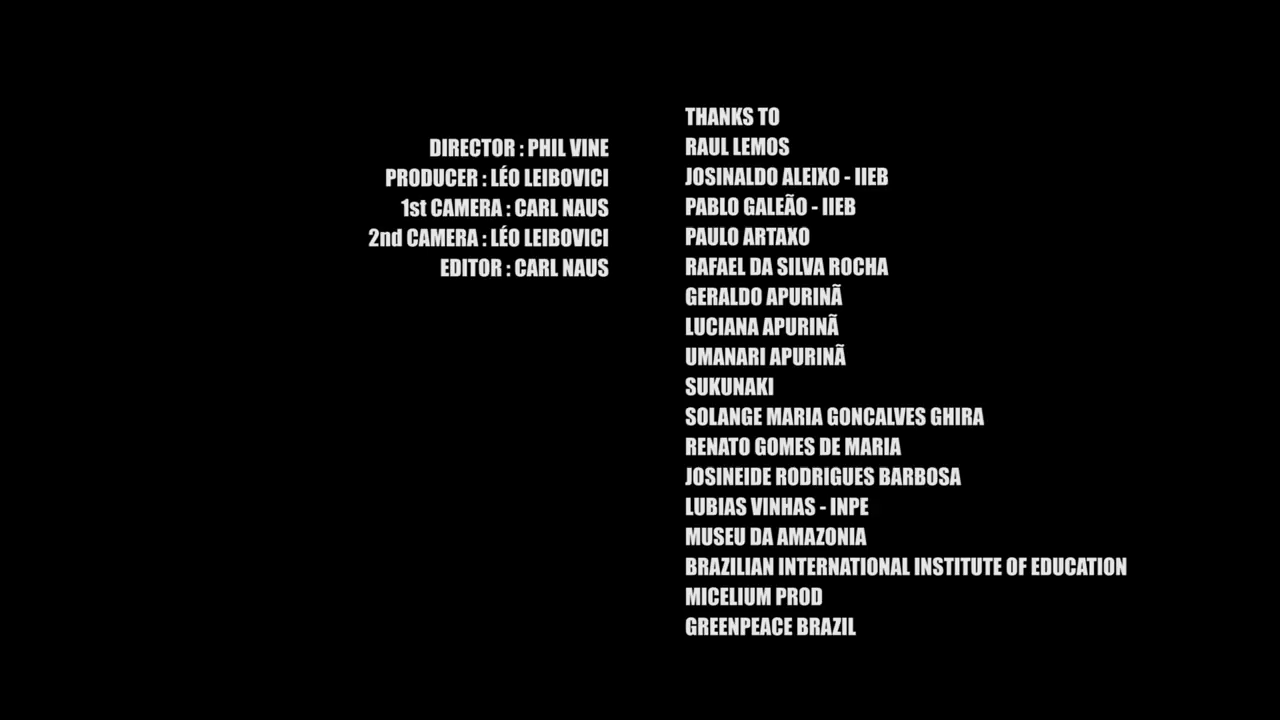 DIRECTOR : PHIL VINE
PRODUCER : LÉO LEIBOVICI
1st CAMERA : CARL NAUS
2nd CAMERA : LÉO LEIBOVICI
EDITOR : CARL NAUS
THANKS TO
RAUL LEMOS
JOSINALDO ALEIXO - IIEB
PABLO GALEÃO - IIEB
PAULO ARTAXO
RAFAEL DA SILVA ROCHA
GERALDO APURINÃ
LUCIANA APURINÃ
UMANARI APURINÃ
SUKUNAKI
SOLANGE MARIA GONCALVES GHIRA
RENATO GOMES DE MARIA
JOSINEIDE RODRIGUES BARBOSA
LUBIAS VINHAS - INPE
MUSEU DA AMAZONIA
BRAZILIAN INTERNATIONAL INSTITUTE OF EDUCATION
MICELIUM PROD
GREENPEACE BRAZIL